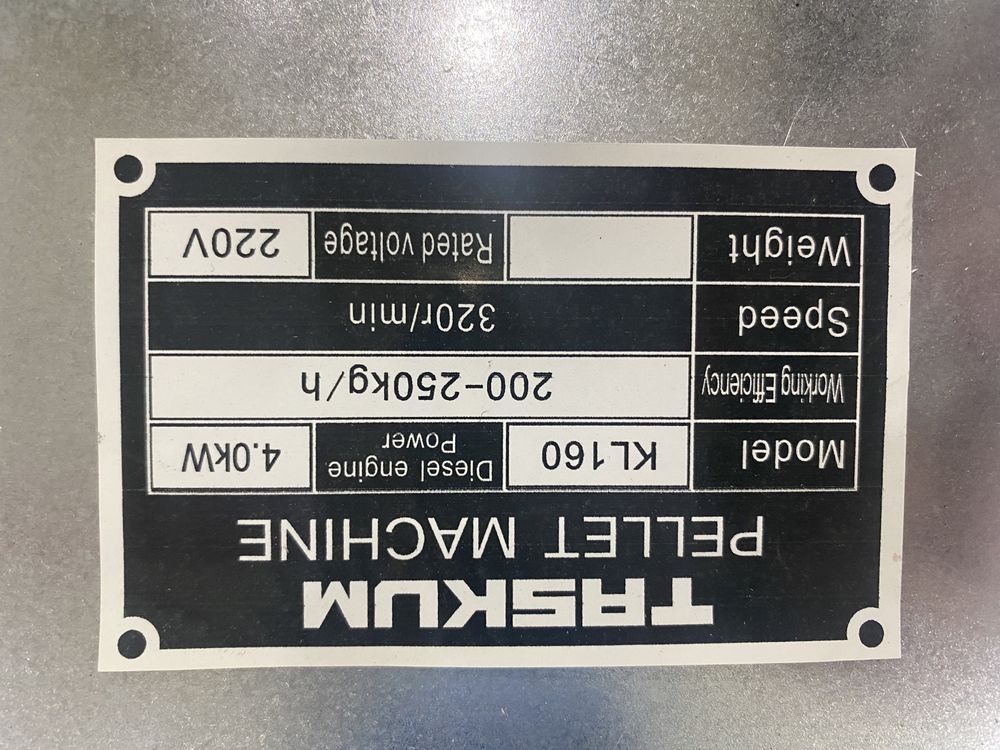 TASKUM
PELLET MACHINE
Model KL160 Diesel engine Power 4.0kW
Working Efficiency 200-250kg/h
Speed 320r/min
Weight Rated voltage 220V